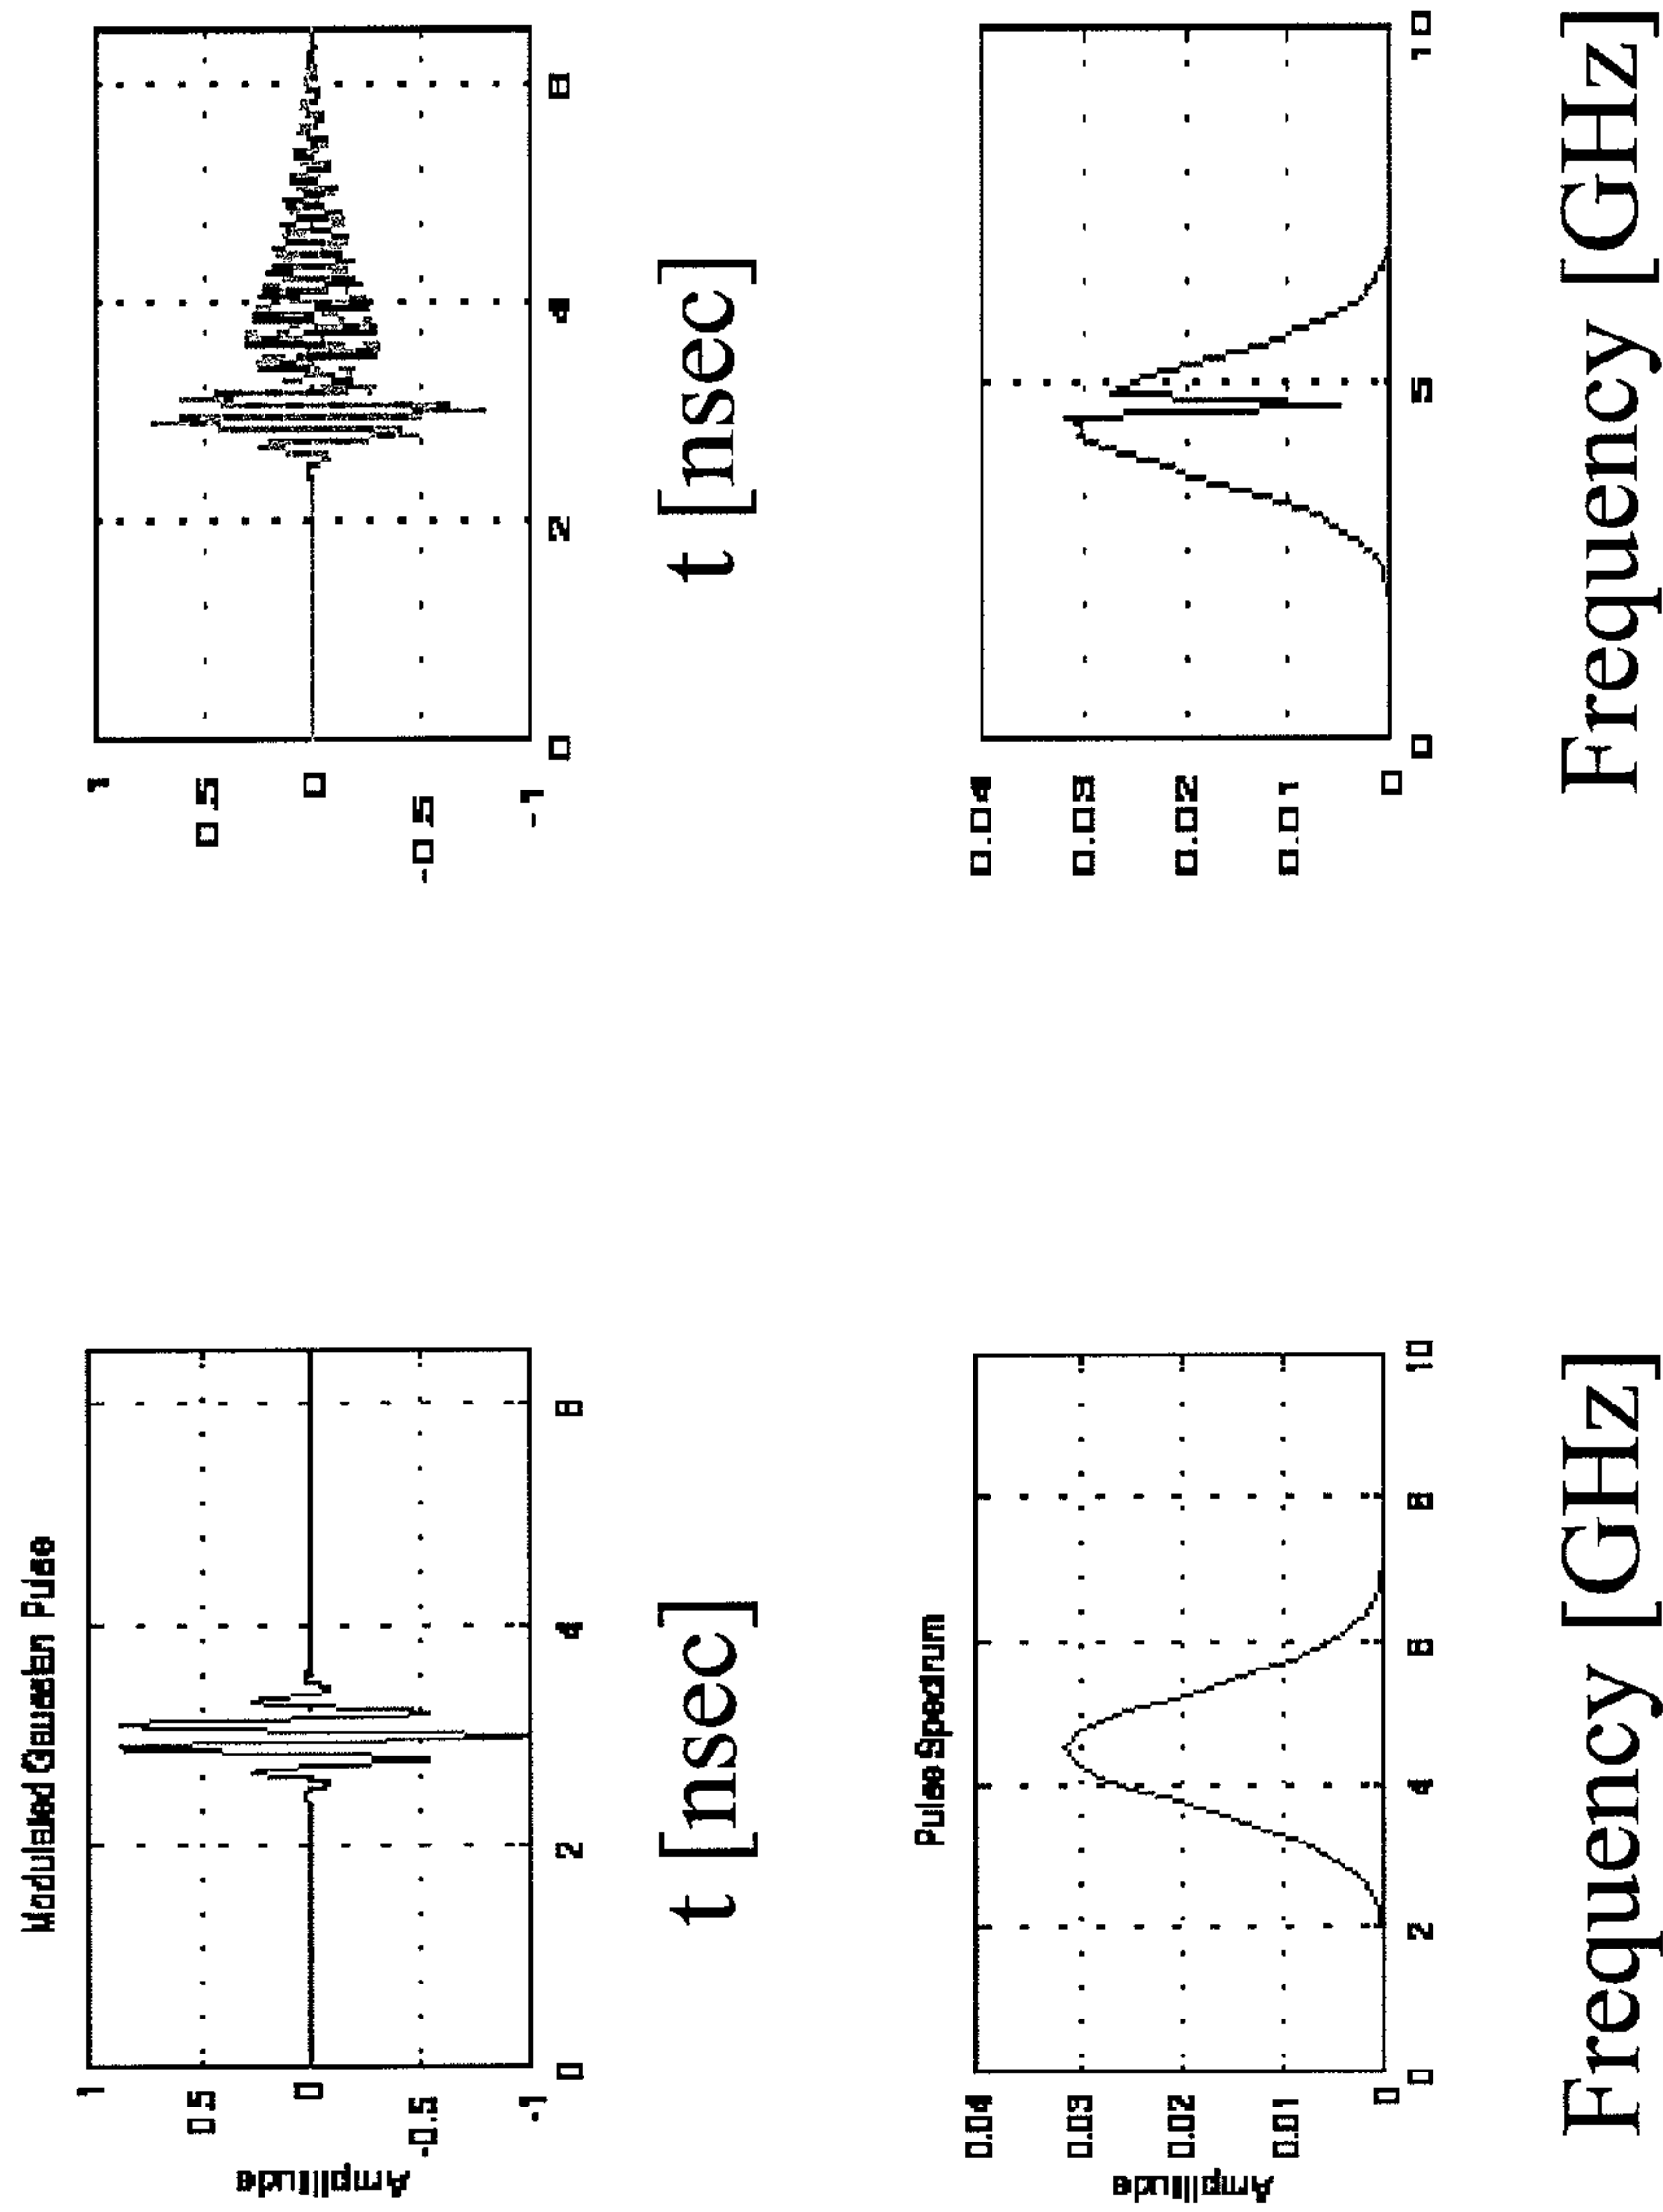 Modulated Gaussian Pulse
Amplitude
1
0.5
0
-0.5
-1
0 2 4 6
t [nsec]
1
0.5
0
-0.5
-1
0 2 4 6
t [nsec]
Pulse Spectrum
Amplitude
0.04
0.03
0.02
0.01
0
0 2 4 6 8 10
Frequency [GHz]
0.04
0.03
0.02
0.01
0
0 5 10
Frequency [GHz]